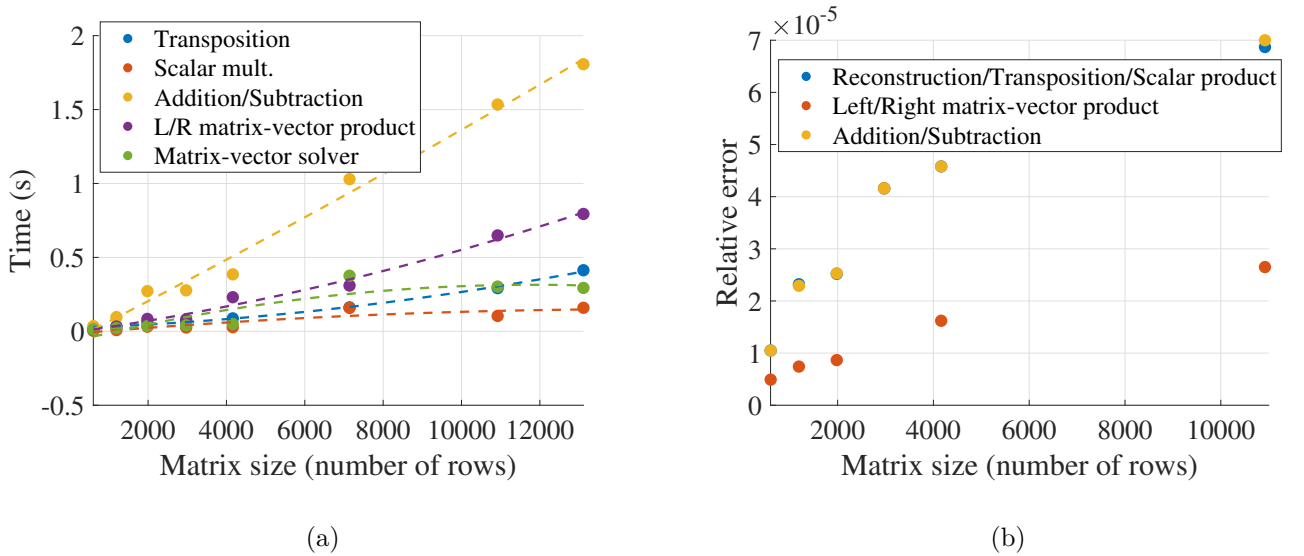 2
1.5
1
0.5
0
-0.5
Time (s)
Transposition
Scalar mult.
Addition/Subtraction
L/R matrix-vector product
Matrix-vector solver
2000 4000 6000 8000 10000 12000
Matrix size (number of rows)
(a)
×10^-5
7
6
5
4
3
2
1
0
Relative error
Reconstruction/Transposition/Scalar product
Left/Right matrix-vector product
Addition/Subtraction
2000 4000 6000 8000 10000
Matrix size (number of rows)
(b)